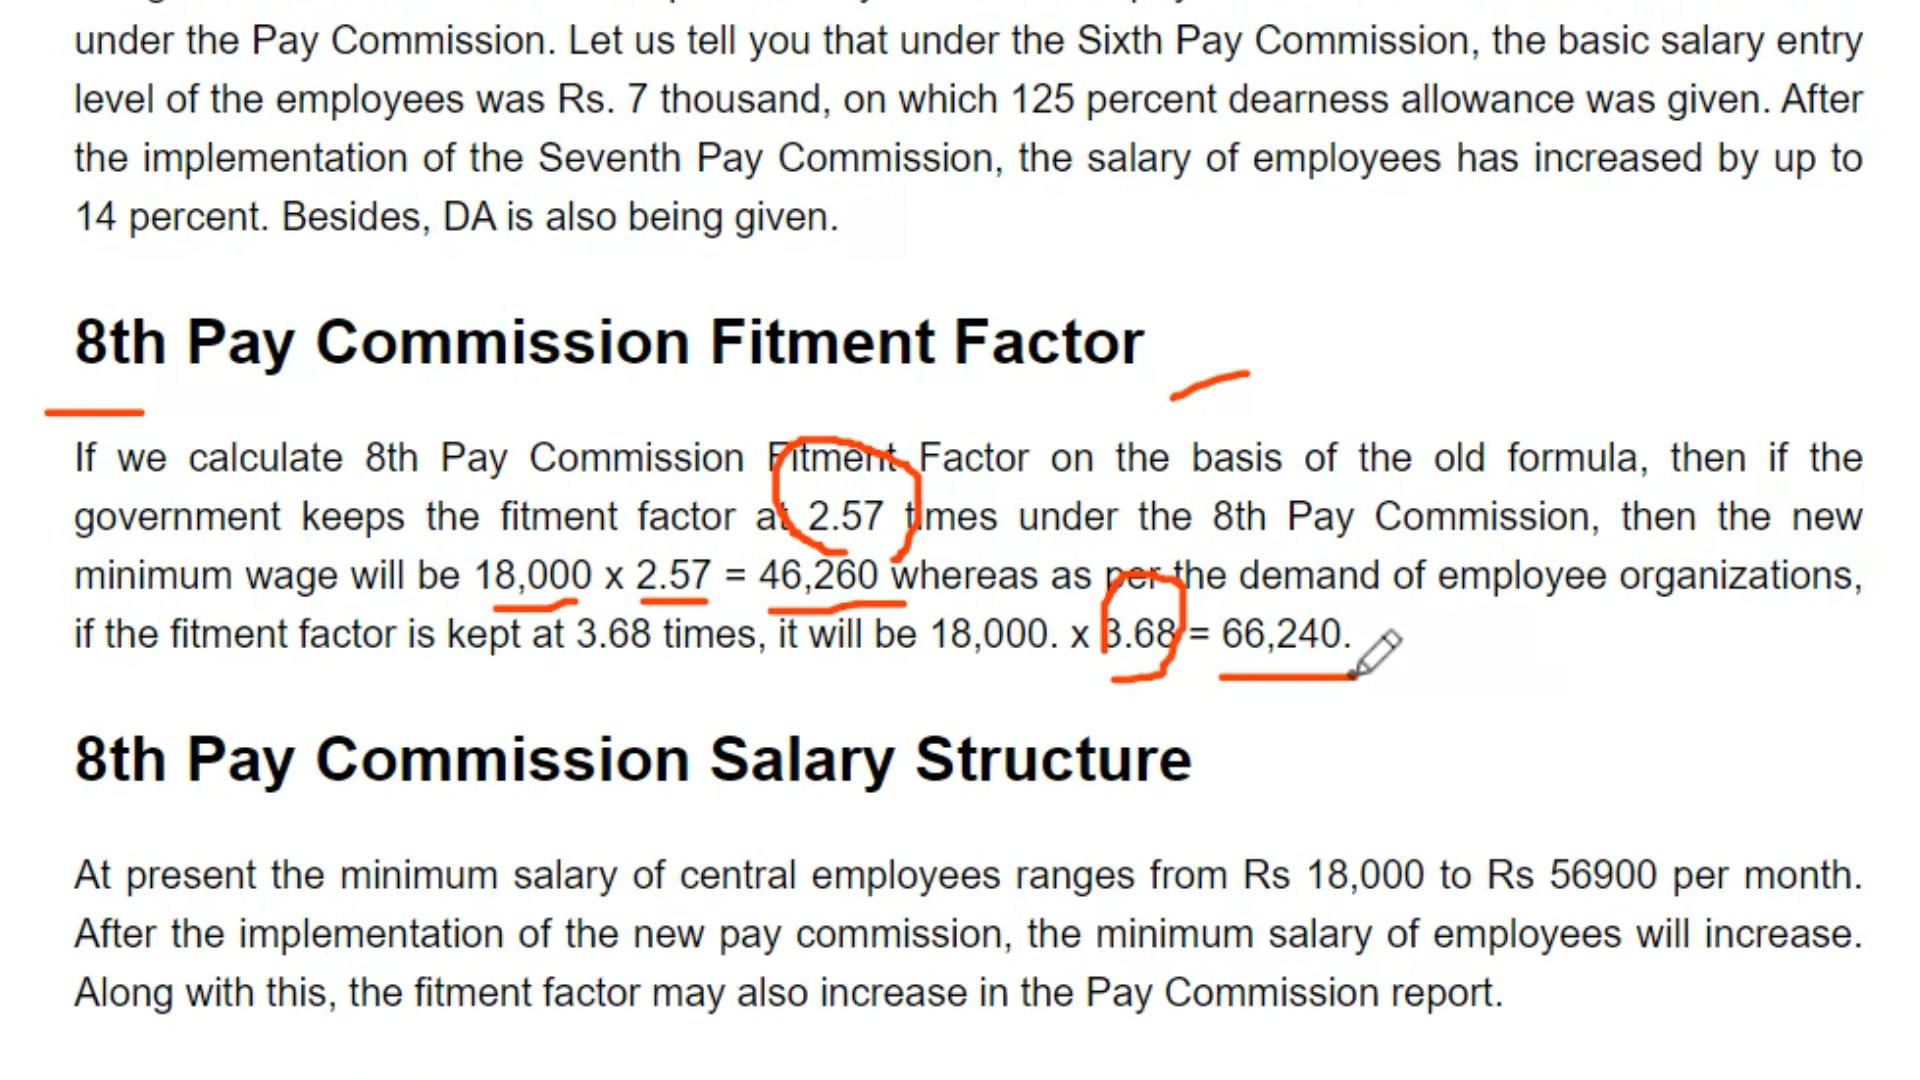 under the Pay Commission. Let us tell you that under the Sixth Pay Commission, the basic salary entry
level of the employees was Rs. 7 thousand, on which 125 percent dearness allowance was given. After
the implementation of the Seventh Pay Commission, the salary of employees has increased by up to
14 percent. Besides, DA is also being given.
8th Pay Commission Fitment Factor
If we calculate 8th Pay Commission Fitment Factor on the basis of the old formula, then if the
government keeps the fitment factor at 2.57 times under the 8th Pay Commission, then the new
minimum wage will be 18,000 x 2.57 = 46,260 whereas as per the demand of employee organizations,
if the fitment factor is kept at 3.68 times, it will be 18,000. x 3.68 = 66,240.
8th Pay Commission Salary Structure
At present the minimum salary of central employees ranges from Rs 18,000 to Rs 56900 per month.
After the implementation of the new pay commission, the minimum salary of employees will increase.
Along with this, the fitment factor may also increase in the Pay Commission report.